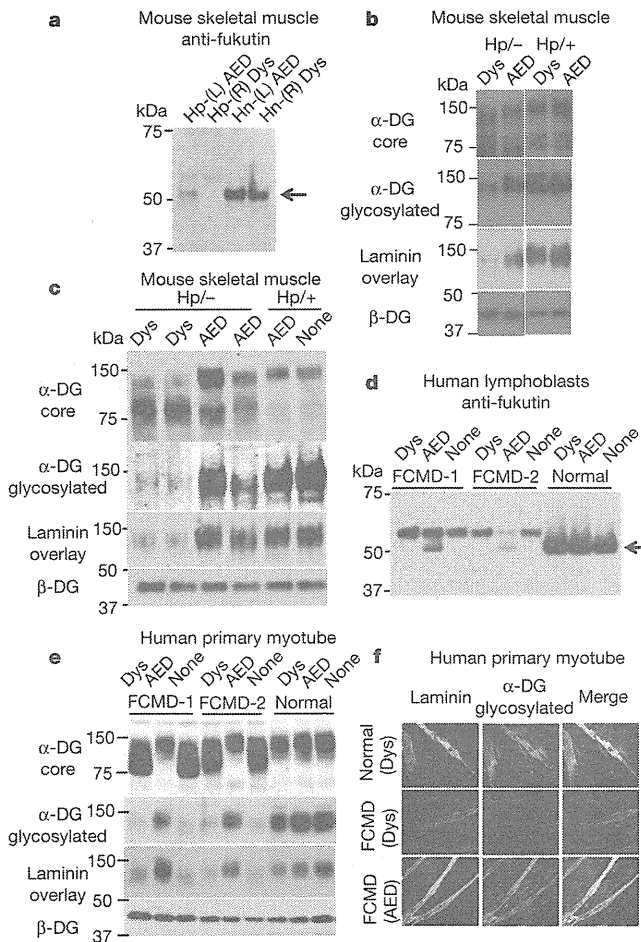 a
Mouse skeletal muscle
anti-fukutin
Hp-(L) AED
Hp-(R) Dys
Hn-(L) AED
Hn-(R) Dys
kDa
75
50
37
b
Mouse skeletal muscle
Hp/– Hp/+
Dys AED Dys AED
kDa
α-DG
core
150
75
α-DG
glycosylated
150
75
Laminin
overlay
150
50
β-DG
37
c
Mouse skeletal muscle
Hp/– Hp/+
Dys Dys AED AED AED None
kDa
α-DG
core
150
75
α-DG
glycosylated
150
Laminin
overlay
150
50
β-DG
37
d
Human lymphoblasts
anti-fukutin
Dys AED None Dys AED None Dys AED None
FCMD-1 FCMD-2 Normal
kDa
75
50
37
e
Human primary myotube
Dys AED None Dys AED None Dys AED None
FCMD-1 FCMD-2 Normal
kDa
α-DG
core
150
75
α-DG
glycosylated
150
Laminin
overlay
150
50
β-DG
37
f
Human primary myotube
Laminin α-DG glycosylated Merge
Normal
(Dys)
FCMD
(Dys)
FCMD
(AED)